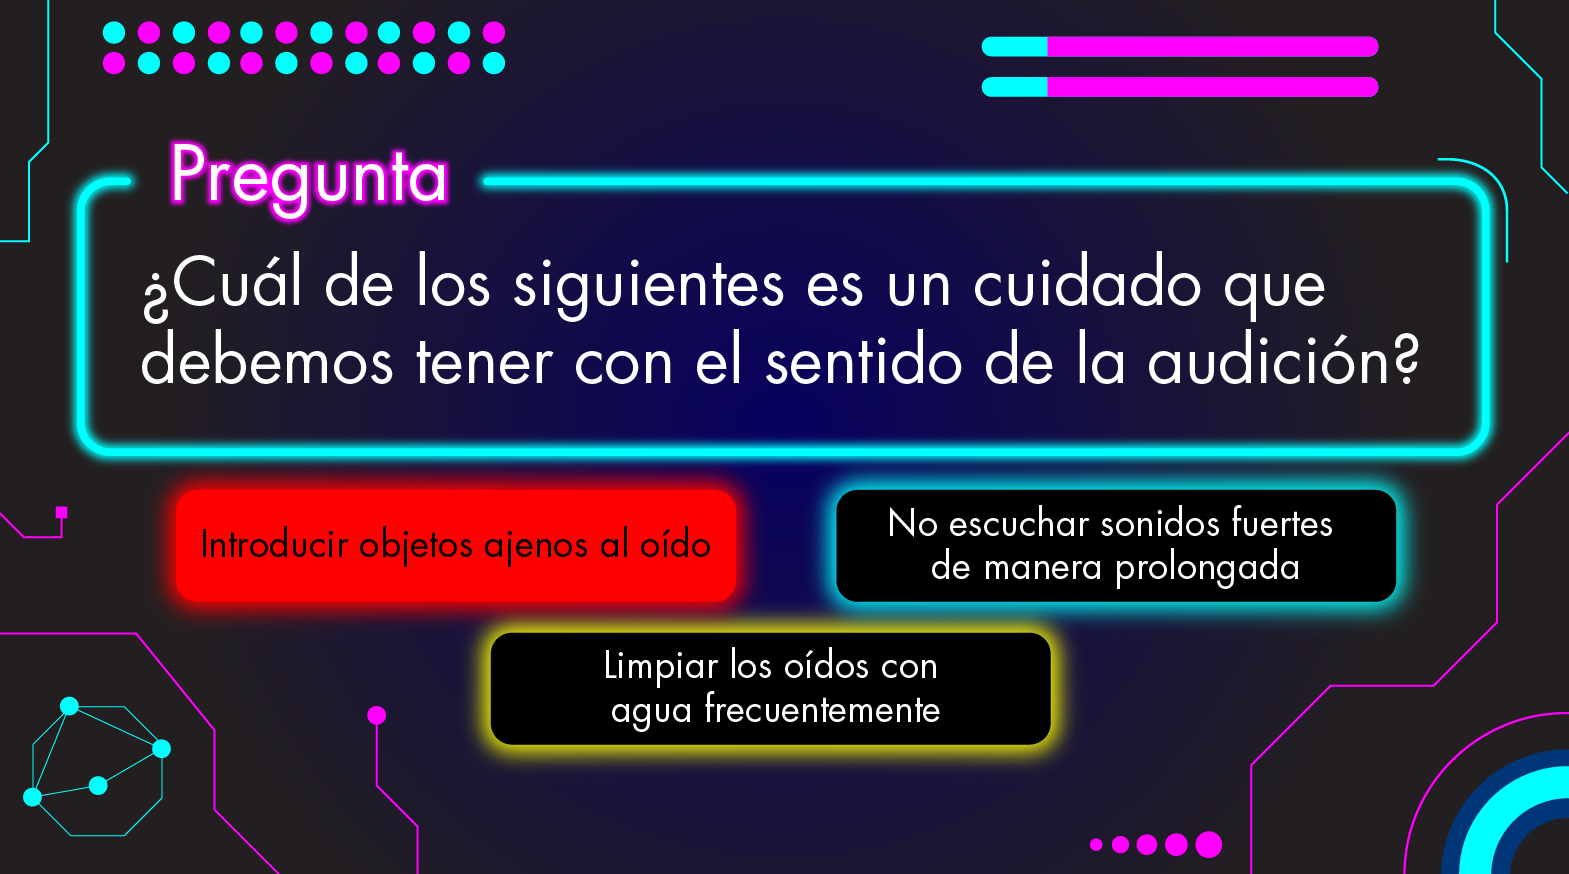 Pregunta
¿Cuál de los siguientes es un cuidado que
debemos tener con el sentido de la audición?
Introducir objetos ajenos al oído
No escuchar sonidos fuertes
de manera prolongada
Limpiar los oídos con
agua frecuentemente